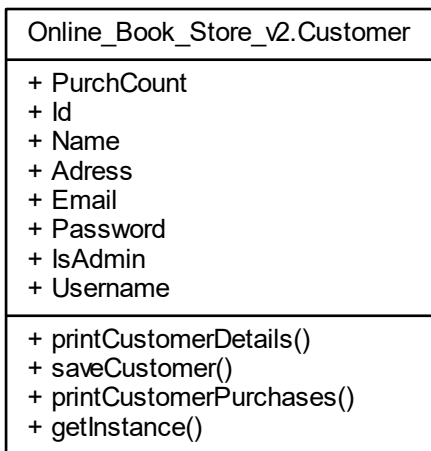 Online_Book_Store_v2.Customer
+ PurchCount
+ Id
+ Name
+ Adress
+ Email
+ Password
+ IsAdmin
+ Username
+ printCustomerDetails()
+ saveCustomer()
+ printCustomerPurchases()
+ getInstance()